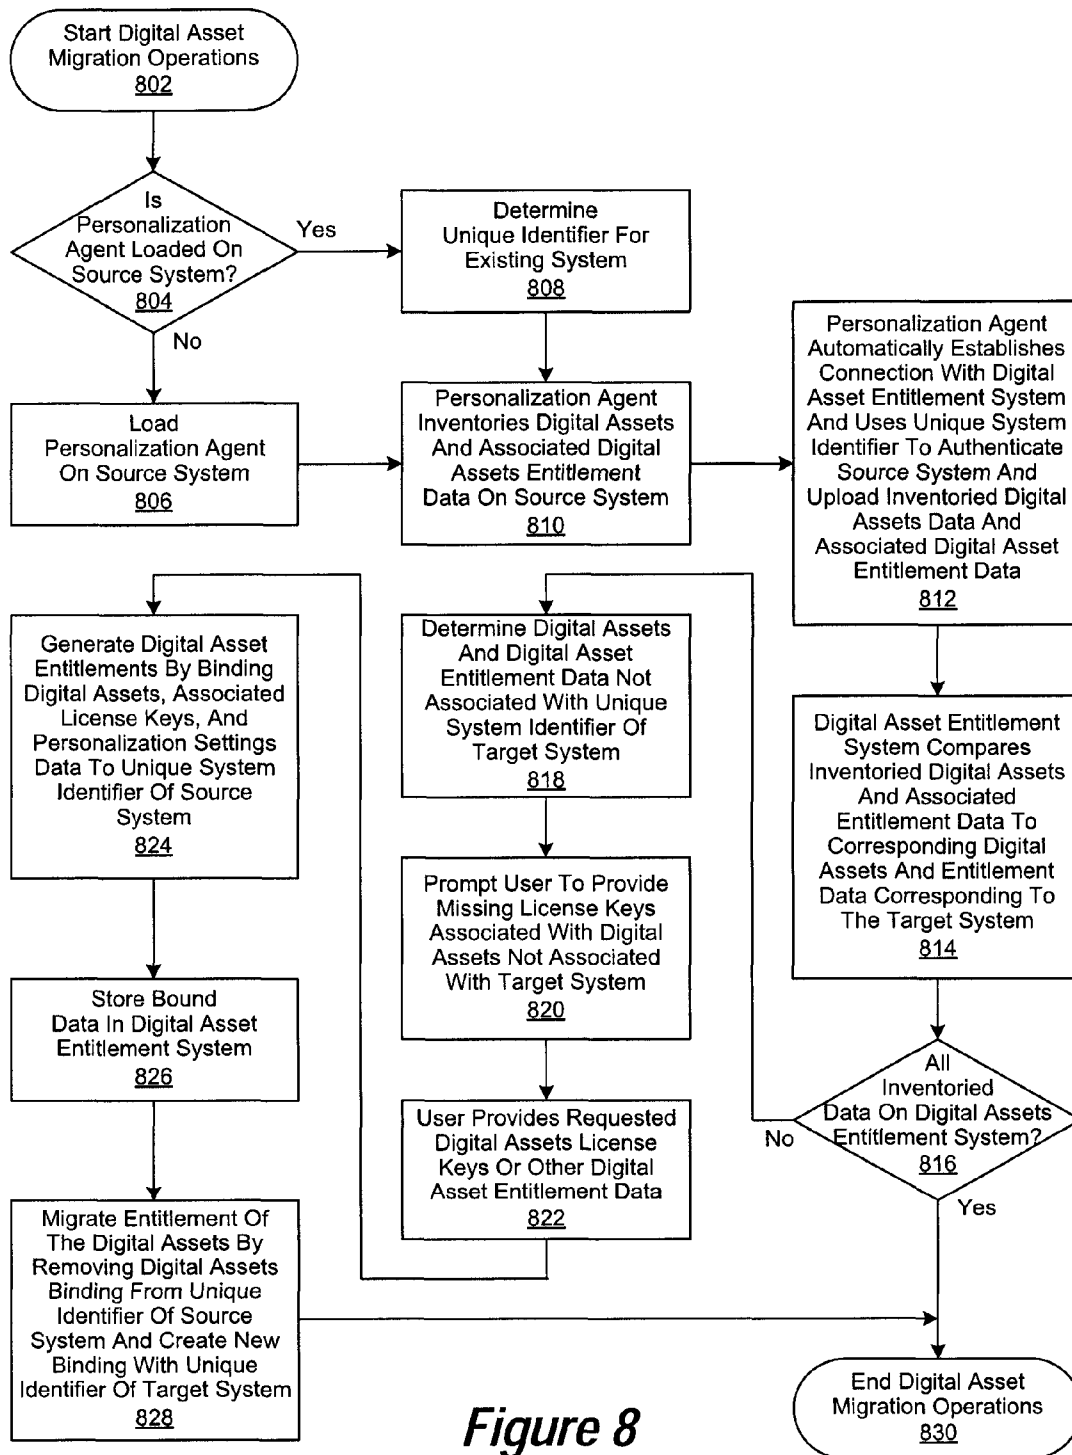 Start Digital Asset
Migration Operations
802
Is
Personalization
Agent Loaded On
Source System?
804
Yes
No
Determine
Unique Identifier For
Existing System
808
Load
Personalization Agent
On Source System
806
Personalization Agent
Inventories Digital Assets
And Associated Digital
Assets Entitlement
Data On Source System
810
Personalization Agent
Automatically Establishes
Connection With Digital
Asset Entitlement System
And Uses Unique System
Identifier To Authenticate
Source System And
Upload Inventoried Digital
Assets Data And
Associated Digital Asset
Entitlement Data
812
Digital Asset Entitlement
System Compares
Inventoried Digital Assets
And Associated
Entitlement Data To
Corresponding Digital
Assets And Entitlement
Data Corresponding To
The Target System
814
All
Inventoried
Data On Digital Assets
Entitlement System?
816
No
Yes
Determine Digital Assets
And Digital Asset
Entitlement Data Not
Associated With Unique
System Identifier Of
Target System
818
Prompt User To Provide
Missing License Keys
Associated With Digital
Assets Not Associated
With Target System
820
User Provides Requested
Digital Assets License
Keys Or Other Digital
Asset Entitlement Data
822
Generate Digital Asset
Entitlements By Binding
Digital Assets, Associated
License Keys, And
Personalization Settings
Data To Unique System
Identifier Of Source
System
824
Store Bound
Data In Digital Asset
Entitlement System
826
Migrate Entitlement Of
The Digital Assets By
Removing Digital Assets
Binding From Unique
Identifier Of Source
System And Create New
Binding With Unique
Identifier Of Target System
828
End Digital Asset
Migration Operations
830
Figure 8